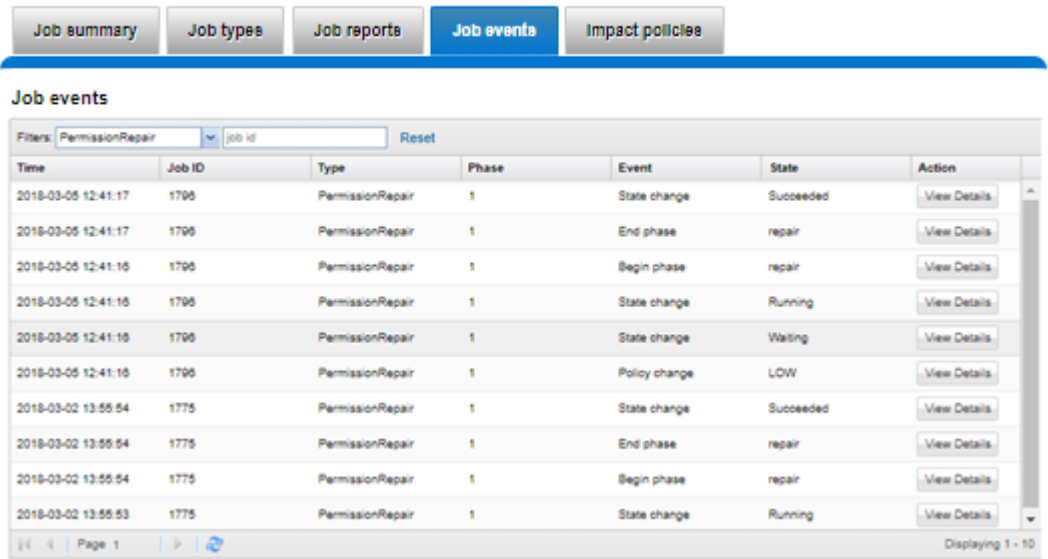 Job summary Job types Job reports Job events Impact policies
Job events
Filters: PermissionRepair job id Reset
Time Job ID Type Phase Event State Action
2018-03-05 12:41:17 1796 PermissionRepair 1 State change Succeeded View Details
2018-03-05 12:41:17 1796 PermissionRepair 1 End phase repair View Details
2018-03-05 12:41:16 1796 PermissionRepair 1 Begin phase repair View Details
2018-03-05 12:41:16 1796 PermissionRepair 1 State change Running View Details
2018-03-05 12:41:16 1796 PermissionRepair 1 State change Waiting View Details
2018-03-05 12:41:16 1796 PermissionRepair 1 Policy change LOW View Details
2018-03-02 13:55:54 1775 PermissionRepair 1 State change Succeeded View Details
2018-03-02 13:55:54 1775 PermissionRepair 1 End phase repair View Details
2018-03-02 13:55:54 1775 PermissionRepair 1 Begin phase repair View Details
2018-03-02 13:55:53 1775 PermissionRepair 1 State change Running View Details
Page 1 Displaying 1 - 10